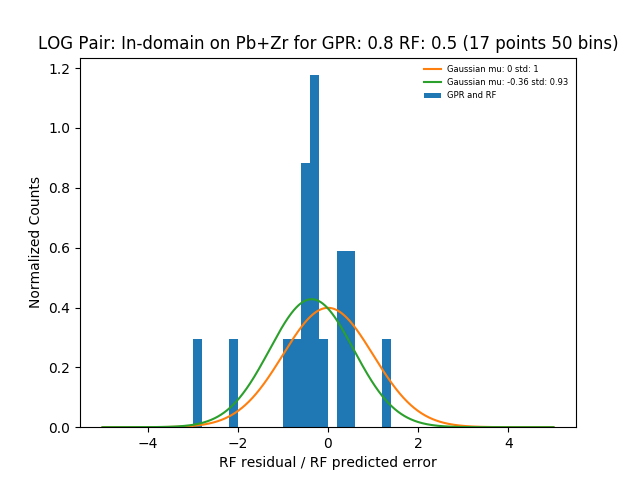 LOG Pair: In-domain on Pb+Zr for GPR: 0.8 RF: 0.5 (17 points 50 bins)
Gaussian mu: 0 std: 1
Gaussian mu: -0.36 std: 0.93
GPR and RF
Normalized Counts
1.2
1.0
0.8
0.6
0.4
0.2
0.0
−4 −2 0 2 4
RF residual / RF predicted error